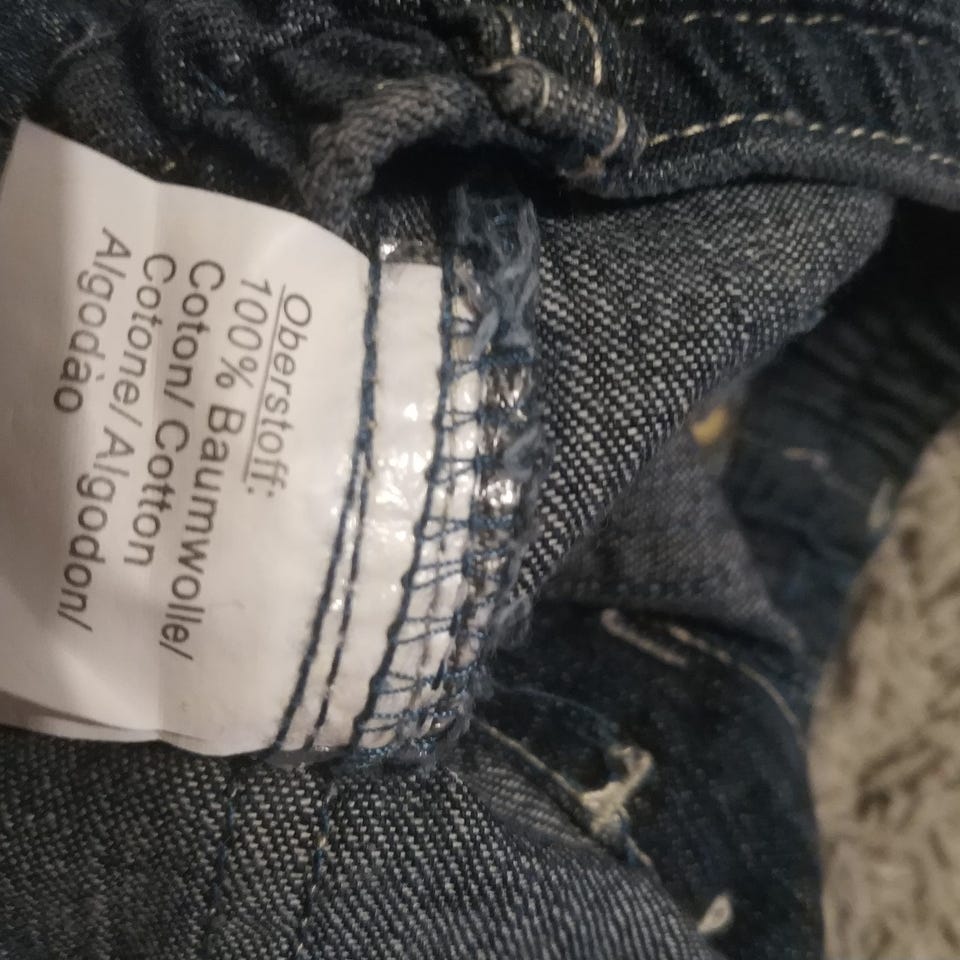 Oberstoff:
100% Baumwolle/
Coton/ Cotton
Cotone/ Algodon/
Algodào